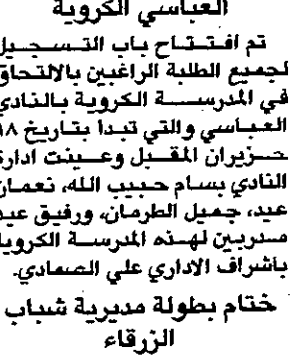 العباسي الكروية
تم افتتاح باب التسجيل
لجميع الطلبة الراغبين بالالتحاق
في المدرسة الكروية بالنادي
العباسي والتي تبدا بتاريخ ١٨
حزيران المقبل وعينت ادارة
النادي بسام حبيب الله، نعمان
عيد، جميل الطرمان، ورفيق عيد
مدربين لهذه المدرسة الكروية
باشراف الاداري علي الصمادي.
ختام بطولة مديرية شباب
الزرقاء